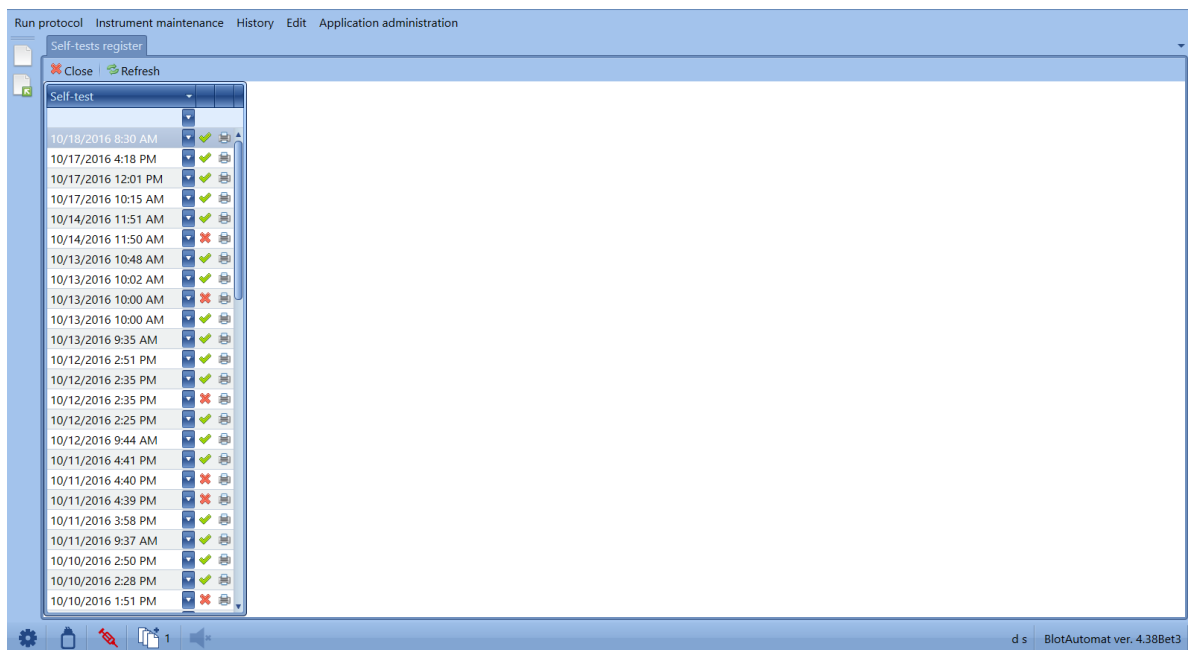 Run protocol Instrument maintenance History Edit Application administration
Self-tests register
Close Refresh
Self-test
10/18/2016 8:30 AM
10/17/2016 4:18 PM
10/17/2016 12:01 PM
10/17/2016 10:15 AM
10/14/2016 11:51 AM
10/14/2016 11:50 AM
10/13/2016 10:48 AM
10/13/2016 10:02 AM
10/13/2016 10:00 AM
10/13/2016 10:00 AM
10/13/2016 9:35 AM
10/12/2016 2:51 PM
10/12/2016 2:35 PM
10/12/2016 2:35 PM
10/12/2016 2:25 PM
10/12/2016 9:44 AM
10/11/2016 4:41 PM
10/11/2016 4:40 PM
10/11/2016 4:39 PM
10/11/2016 3:58 PM
10/11/2016 9:37 AM
10/10/2016 2:50 PM
10/10/2016 2:28 PM
10/10/2016 1:51 PM
1 d s BlotAutomat ver. 4.38Bet3